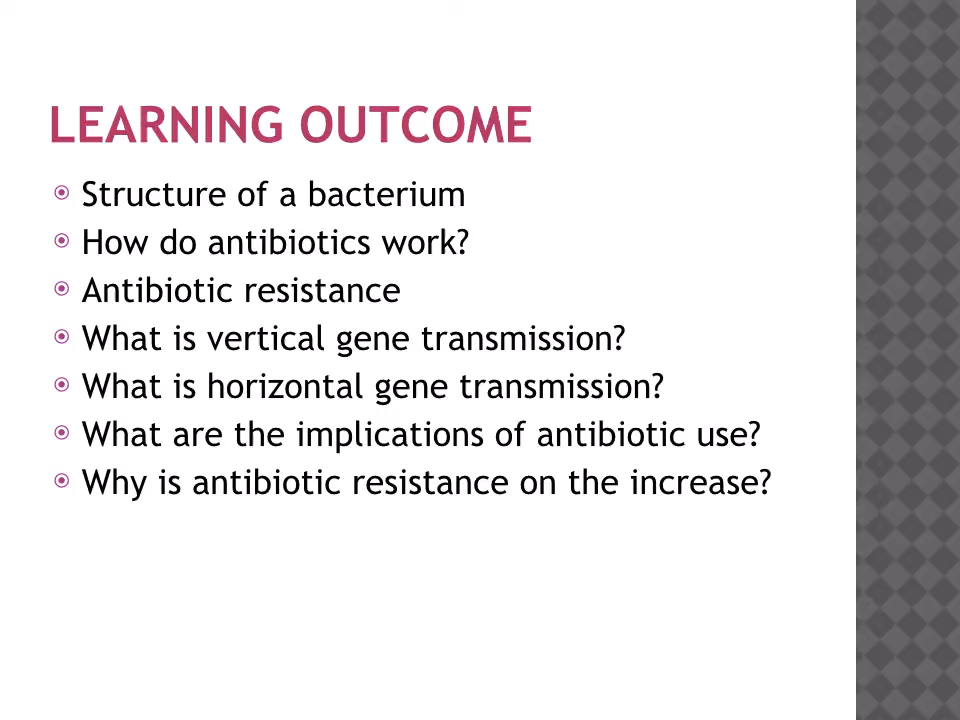 LEARNING OUTCOME
Structure of a bacterium
How do antibiotics work?
Antibiotic resistance
What is vertical gene transmission?
What is horizontal gene transmission?
What are the implications of antibiotic use?
Why is antibiotic resistance on the increase?